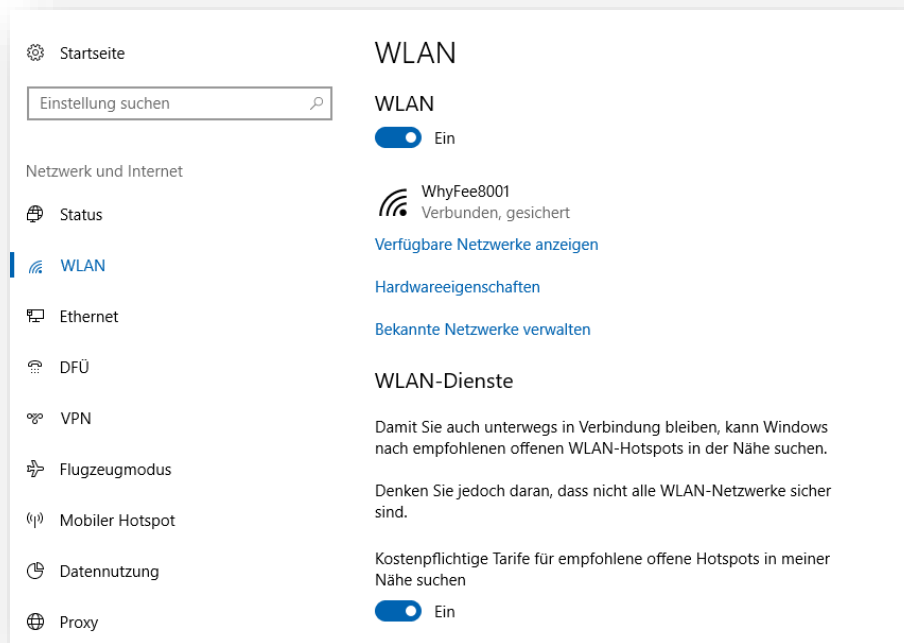 Startseite
Einstellung suchen
Netzwerk und Internet
Status
WLAN
Ethernet
DFÜ
VPN
Flugzeugmodus
Mobiler Hotspot
Datennutzung
Proxy
WLAN
WLAN
Ein
WhyFee8001
Verbunden, gesichert
Verfügbare Netzwerke anzeigen
Hardwareeigenschaften
Bekannte Netzwerke verwalten
WLAN-Dienste
Damit Sie auch unterwegs in Verbindung bleiben, kann Windows
nach empfohlenen offenen WLAN-Hotspots in der Nähe suchen.
Denken Sie jedoch daran, dass nicht alle WLAN-Netzwerke sicher
sind.
Kostenpflichtige Tarife für empfohlene offene Hotspots in meiner
Nähe suchen
Ein